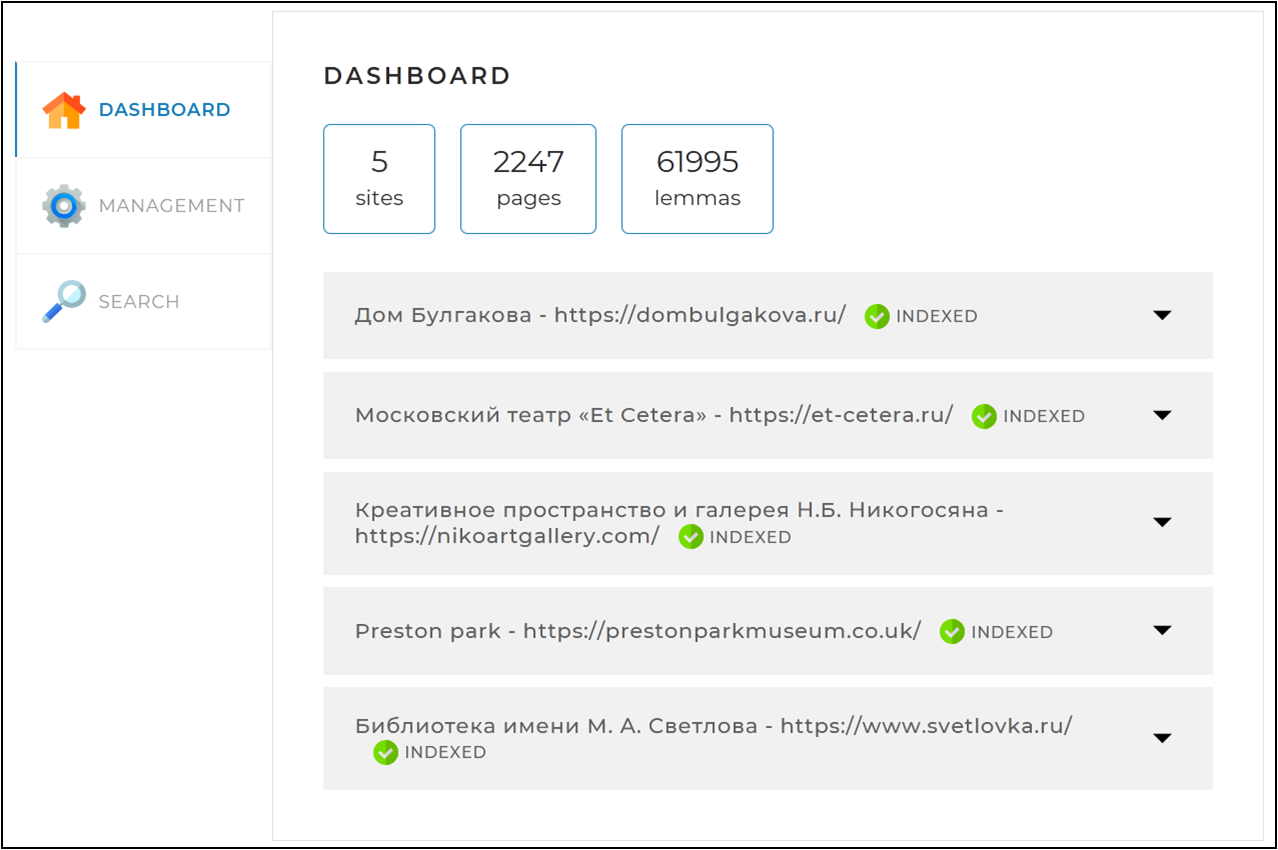 DASHBOARD
MANAGEMENT
SEARCH
DASHBOARD
5
sites
2247
pages
61995
lemmas
Дом Булгакова - https://dombulgakova.ru/ INDEXED
Московский театр «Et Cetera» - https://et-cetera.ru/ INDEXED
Креативное пространство и галерея Н.Б. Никогосяна -
https://nikoartgallery.com/ INDEXED
Preston park - https://prestonparkmuseum.co.uk/ INDEXED
Библиотека имени М. А. Светлова - https://www.svetlovka.ru/
INDEXED